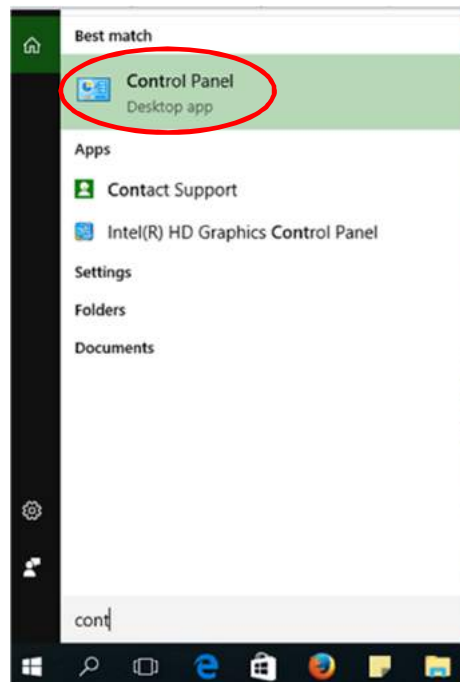 Best match
Control Panel
Desktop app
Apps
Contact Support
Intel(R) HD Graphics Control Panel
Settings
Folders
Documents
cont